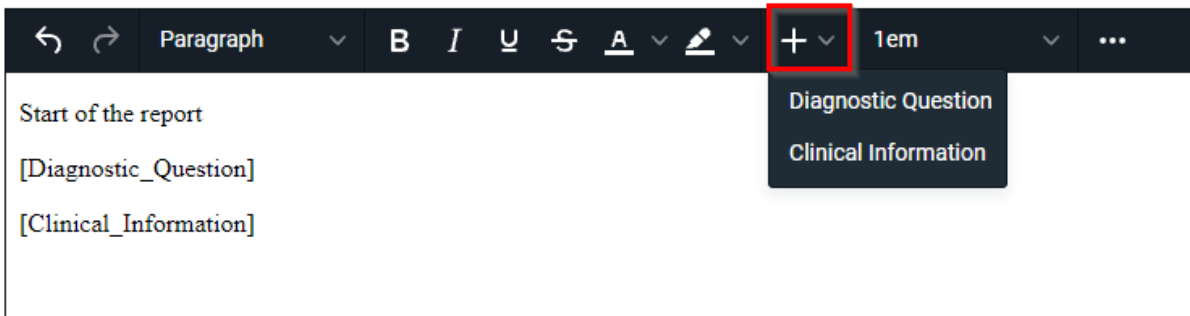 Paragraph B I U S A 1em
Diagnostic Question
Clinical Information
Start of the report
[Diagnostic_Question]
[Clinical_Information]